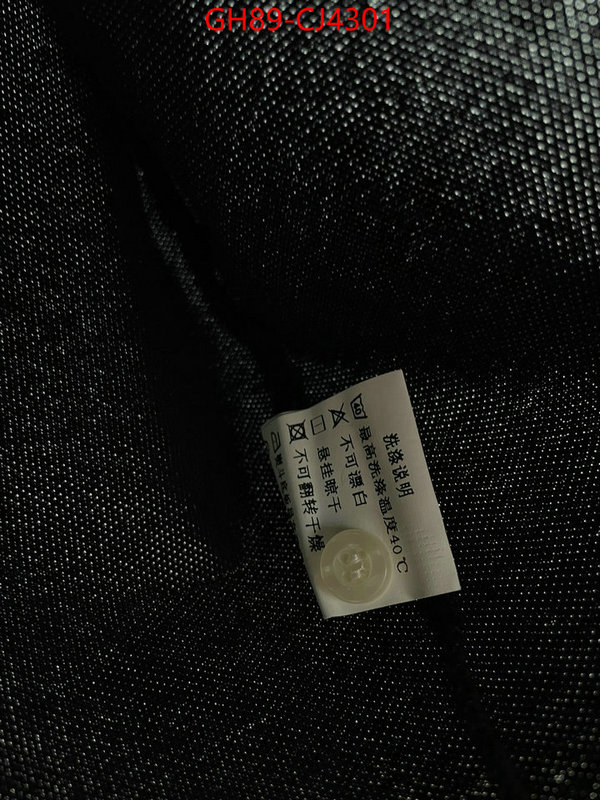 GH89-CJ4301
洗涤说明
最高洗涤温度40℃
不可漂白
悬挂晾干
不可翻转干燥